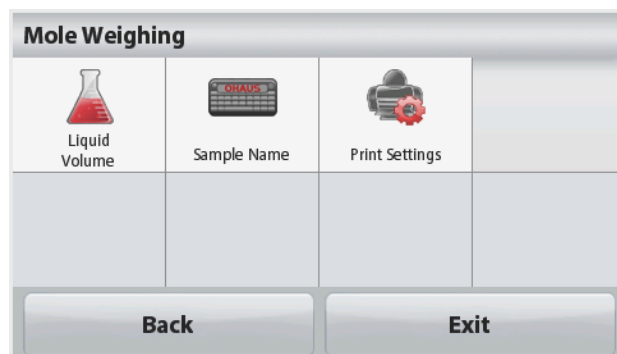 Mole Weighing
OHAUS
Liquid
Volume
Sample Name
Print Settings
Back
Exit